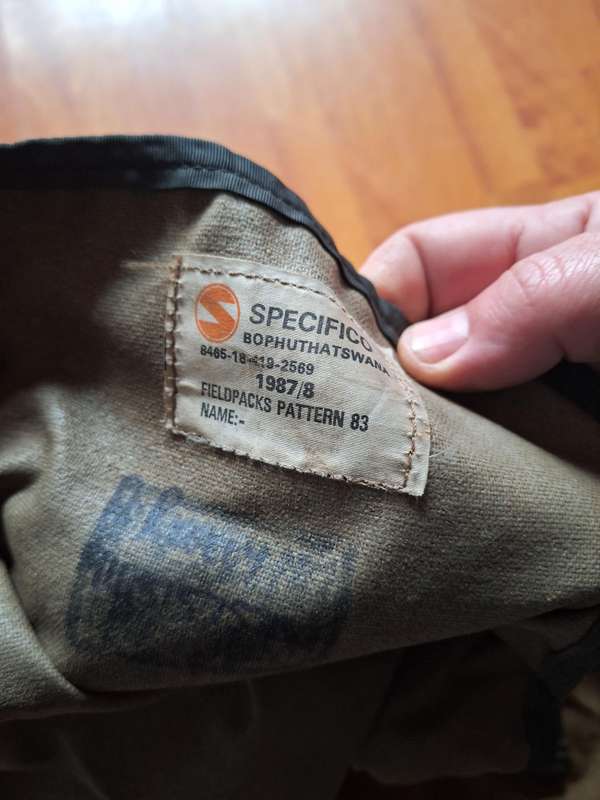 SPECIFICO
BOPHUTHATSWANA
8465-18-419-2569
1987/8
FIELDPACKS PATTERN 83
NAME:-